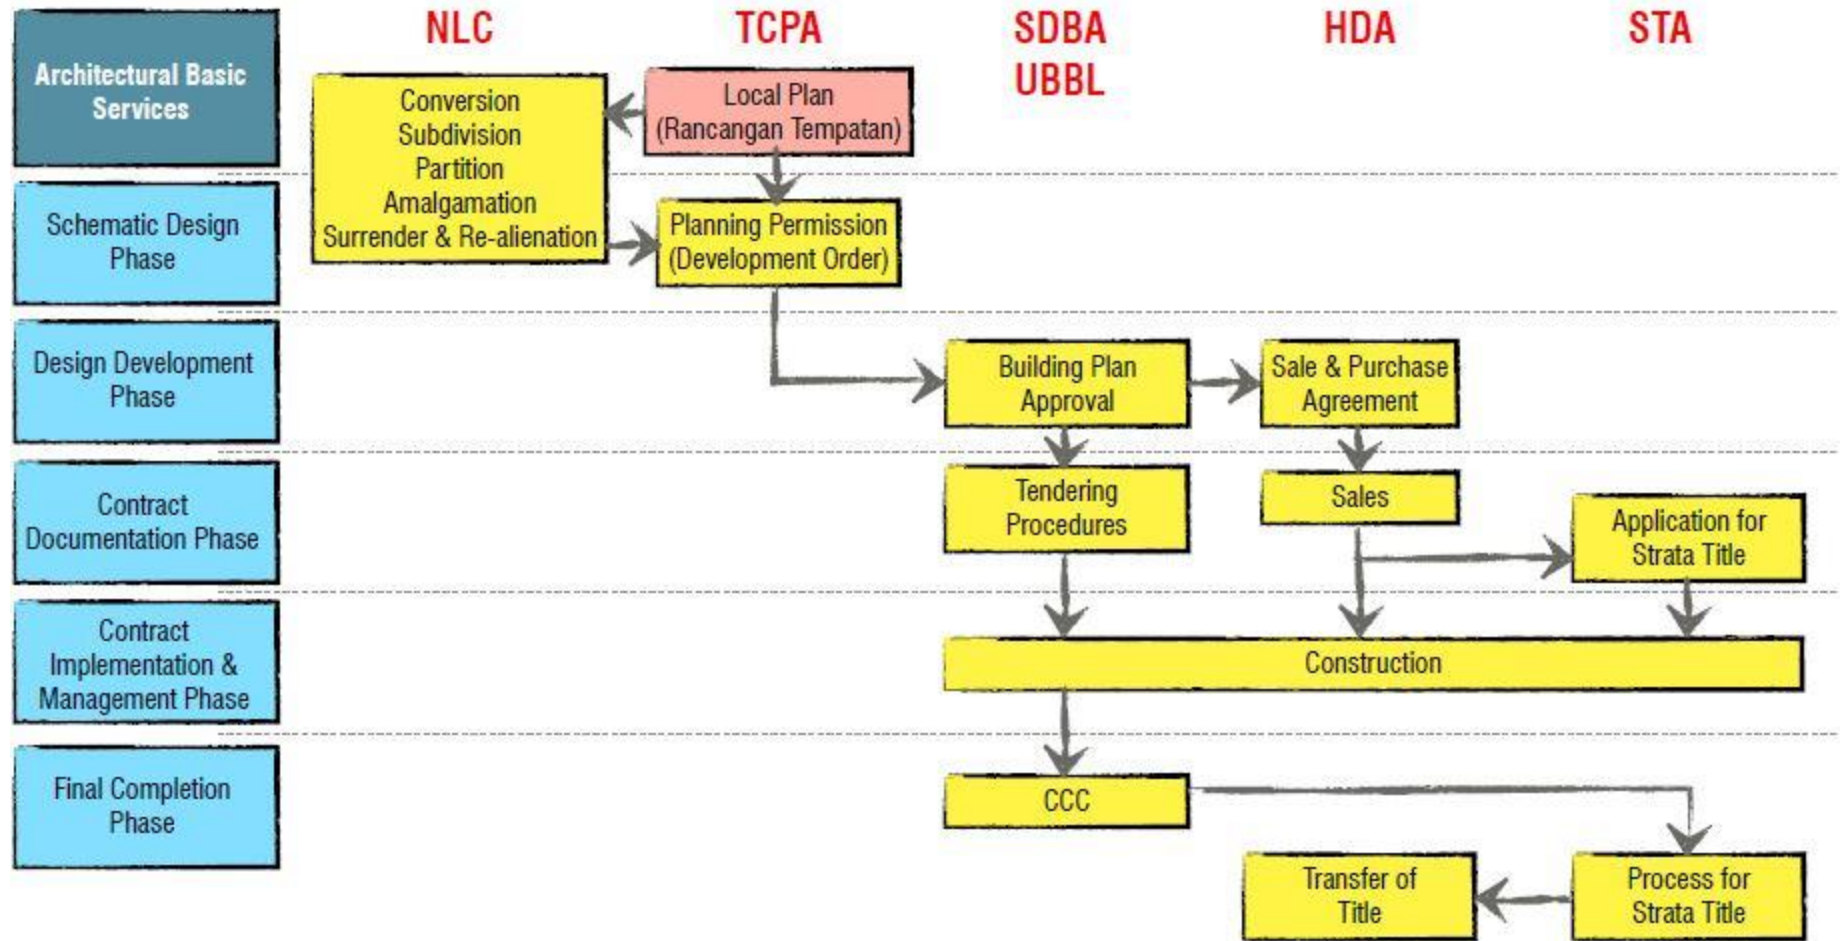 NLC
TCPA
SDBA
UBBL
HDA
STA
Architectural Basic
Services
Conversion
Subdivision
Partition
Amalgamation
Surrender & Re-alienation
Local Plan
(Rancangan Tempatan)
Schematic Design
Phase
Planning Permission
(Development Order)
Design Development
Phase
Building Plan
Approval
Sale & Purchase
Agreement
Contract
Documentation Phase
Tendering
Procedures
Sales
Application for
Strata Title
Contract
Implementation &
Management Phase
Construction
Final Completion
Phase
CCC
Transfer of
Title
Process for
Strata Title